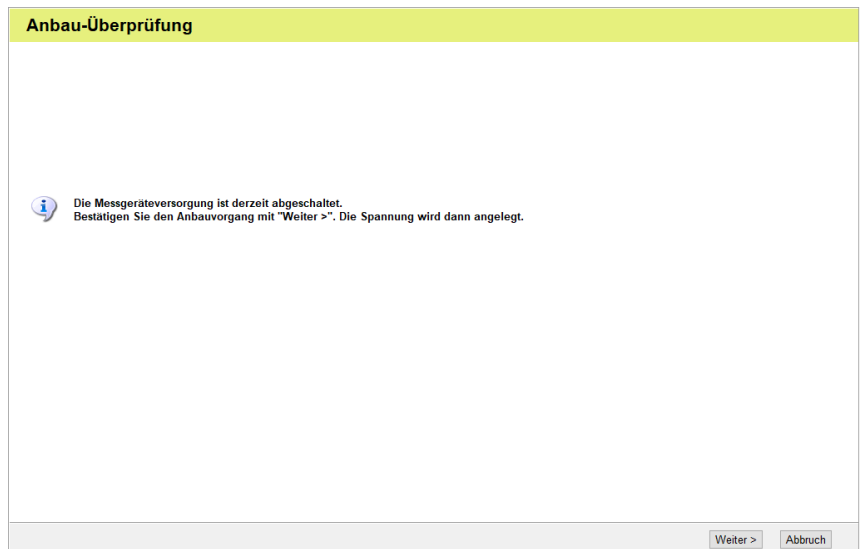 Anbau-Überprüfung
Die Messgeräteversorgung ist derzeit abgeschaltet.
Bestätigen Sie den Anbauvorgang mit "Weiter >". Die Spannung wird dann angelegt.
Weiter > Abbruch